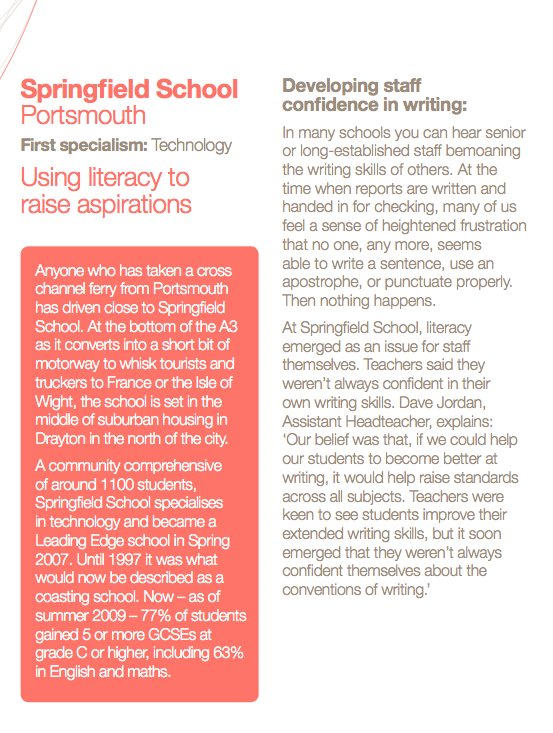 Springfield School
Portsmouth
First specialism: Technology
Using literacy to
raise aspirations
Anyone who has taken a cross
channel ferry from Portsmouth
has driven close to Springfield
School. At the bottom of the A3
as it converts into a short bit of
motorway to whisk tourists and
truckers to France or the Isle of
Wight, the school is set in the
middle of suburban housing in
Drayton in the north of the city.
A community comprehensive
of around 1100 students,
Springfield School specialises
in technology and became a
Leading Edge school in Spring
2007. Until 1997 it was what
would now be described as a
coasting school. Now – as of
summer 2009 – 77% of students
gained 5 or more GCSEs at
grade C or higher, including 63%
in English and maths.
Developing staff
confidence in writing:
In many schools you can hear senior
or long-established staff bemoaning
the writing skills of others. At the
time when reports are written and
handed in for checking, many of us
feel a sense of heightened frustration
that no one, any more, seems
able to write a sentence, use an
apostrophe, or punctuate properly.
Then nothing happens.
At Springfield School, literacy
emerged as an issue for staff
themselves. Teachers said they
weren’t always confident in their
own writing skills. Dave Jordan,
Assistant Headteacher, explains:
‘Our belief was that, if we could help
our students to become better at
writing, it would help raise standards
across all subjects. Teachers were
keen to see students improve their
extended writing skills, but it soon
emerged that they weren’t always
confident themselves about the
conventions of writing.’